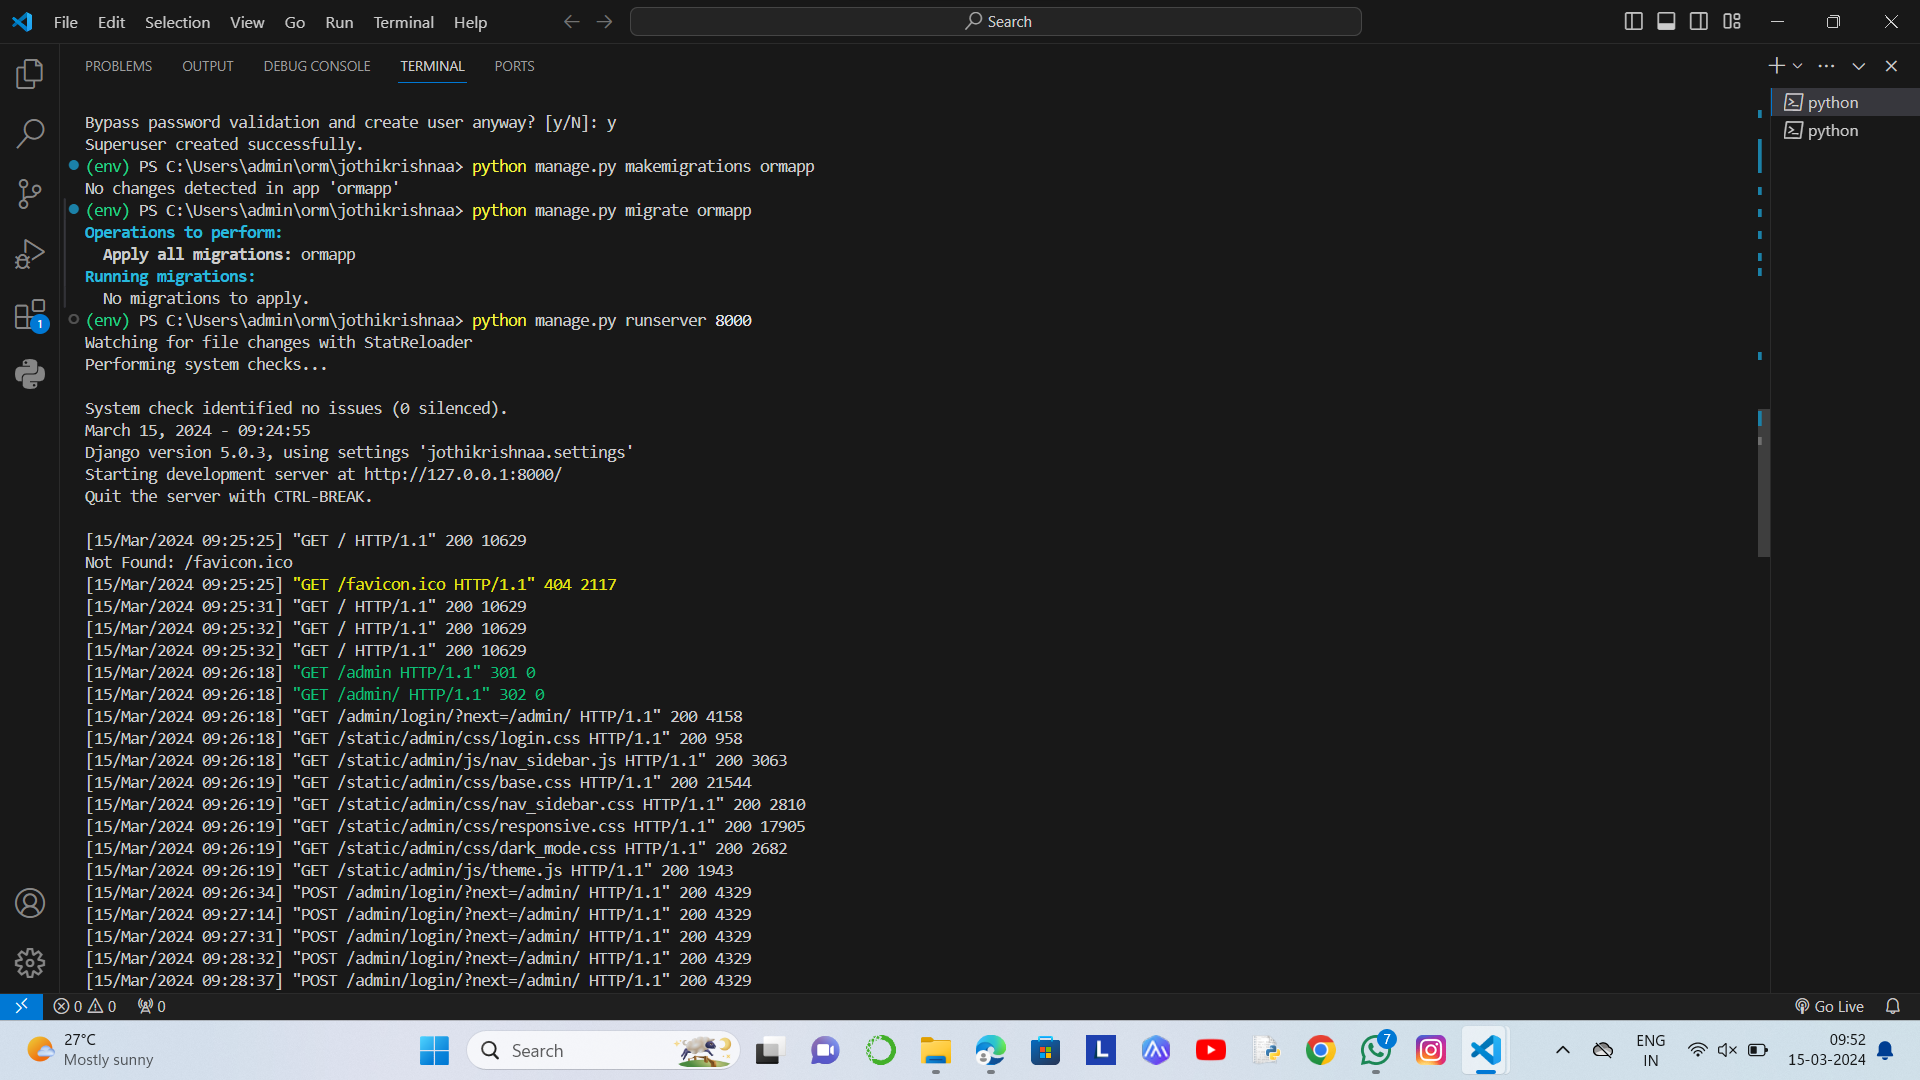 File Edit Selection View Go Run Terminal Help
Search
PROBLEMS OUTPUT DEBUG CONSOLE TERMINAL PORTS
python
python
Bypass password validation and create user anyway? [y/N]: y
Superuser created successfully.
(env) PS C:\Users\admin\orm\jothikrishnaa> python manage.py makemigrations ormapp
No changes detected in app 'ormapp'
(env) PS C:\Users\admin\orm\jothikrishnaa> python manage.py migrate ormapp
Operations to perform:
Apply all migrations: ormapp
Running migrations:
No migrations to apply.
(env) PS C:\Users\admin\orm\jothikrishnaa> python manage.py runserver 8000
Watching for file changes with StatReloader
Performing system checks...
System check identified no issues (0 silenced).
March 15, 2024 - 09:24:55
Django version 5.0.3, using settings 'jothikrishnaa.settings'
Starting development server at http://127.0.0.1:8000/
Quit the server with CTRL-BREAK.
[15/Mar/2024 09:25:25] "GET / HTTP/1.1" 200 10629
Not Found: /favicon.ico
[15/Mar/2024 09:25:25] "GET /favicon.ico HTTP/1.1" 404 2117
[15/Mar/2024 09:25:31] "GET / HTTP/1.1" 200 10629
[15/Mar/2024 09:25:32] "GET / HTTP/1.1" 200 10629
[15/Mar/2024 09:25:32] "GET / HTTP/1.1" 200 10629
[15/Mar/2024 09:26:18] "GET /admin HTTP/1.1" 301 0
[15/Mar/2024 09:26:18] "GET /admin/ HTTP/1.1" 302 0
[15/Mar/2024 09:26:18] "GET /admin/login/?next=/admin/ HTTP/1.1" 200 4158
[15/Mar/2024 09:26:18] "GET /static/admin/css/login.css HTTP/1.1" 200 958
[15/Mar/2024 09:26:18] "GET /static/admin/js/nav_sidebar.js HTTP/1.1" 200 3063
[15/Mar/2024 09:26:19] "GET /static/admin/css/base.css HTTP/1.1" 200 21544
[15/Mar/2024 09:26:19] "GET /static/admin/css/nav_sidebar.css HTTP/1.1" 200 2810
[15/Mar/2024 09:26:19] "GET /static/admin/css/responsive.css HTTP/1.1" 200 17905
[15/Mar/2024 09:26:19] "GET /static/admin/css/dark_mode.css HTTP/1.1" 200 2682
[15/Mar/2024 09:26:19] "GET /static/admin/js/theme.js HTTP/1.1" 200 1943
[15/Mar/2024 09:26:34] "POST /admin/login/?next=/admin/ HTTP/1.1" 200 4329
[15/Mar/2024 09:27:14] "POST /admin/login/?next=/admin/ HTTP/1.1" 200 4329
[15/Mar/2024 09:27:31] "POST /admin/login/?next=/admin/ HTTP/1.1" 200 4329
[15/Mar/2024 09:28:32] "POST /admin/login/?next=/admin/ HTTP/1.1" 200 4329
[15/Mar/2024 09:28:37] "POST /admin/login/?next=/admin/ HTTP/1.1" 200 4329
1
0 0 0
Go Live
27°C
Mostly sunny
Search
L
7
ENG
IN
09:52
15-03-2024